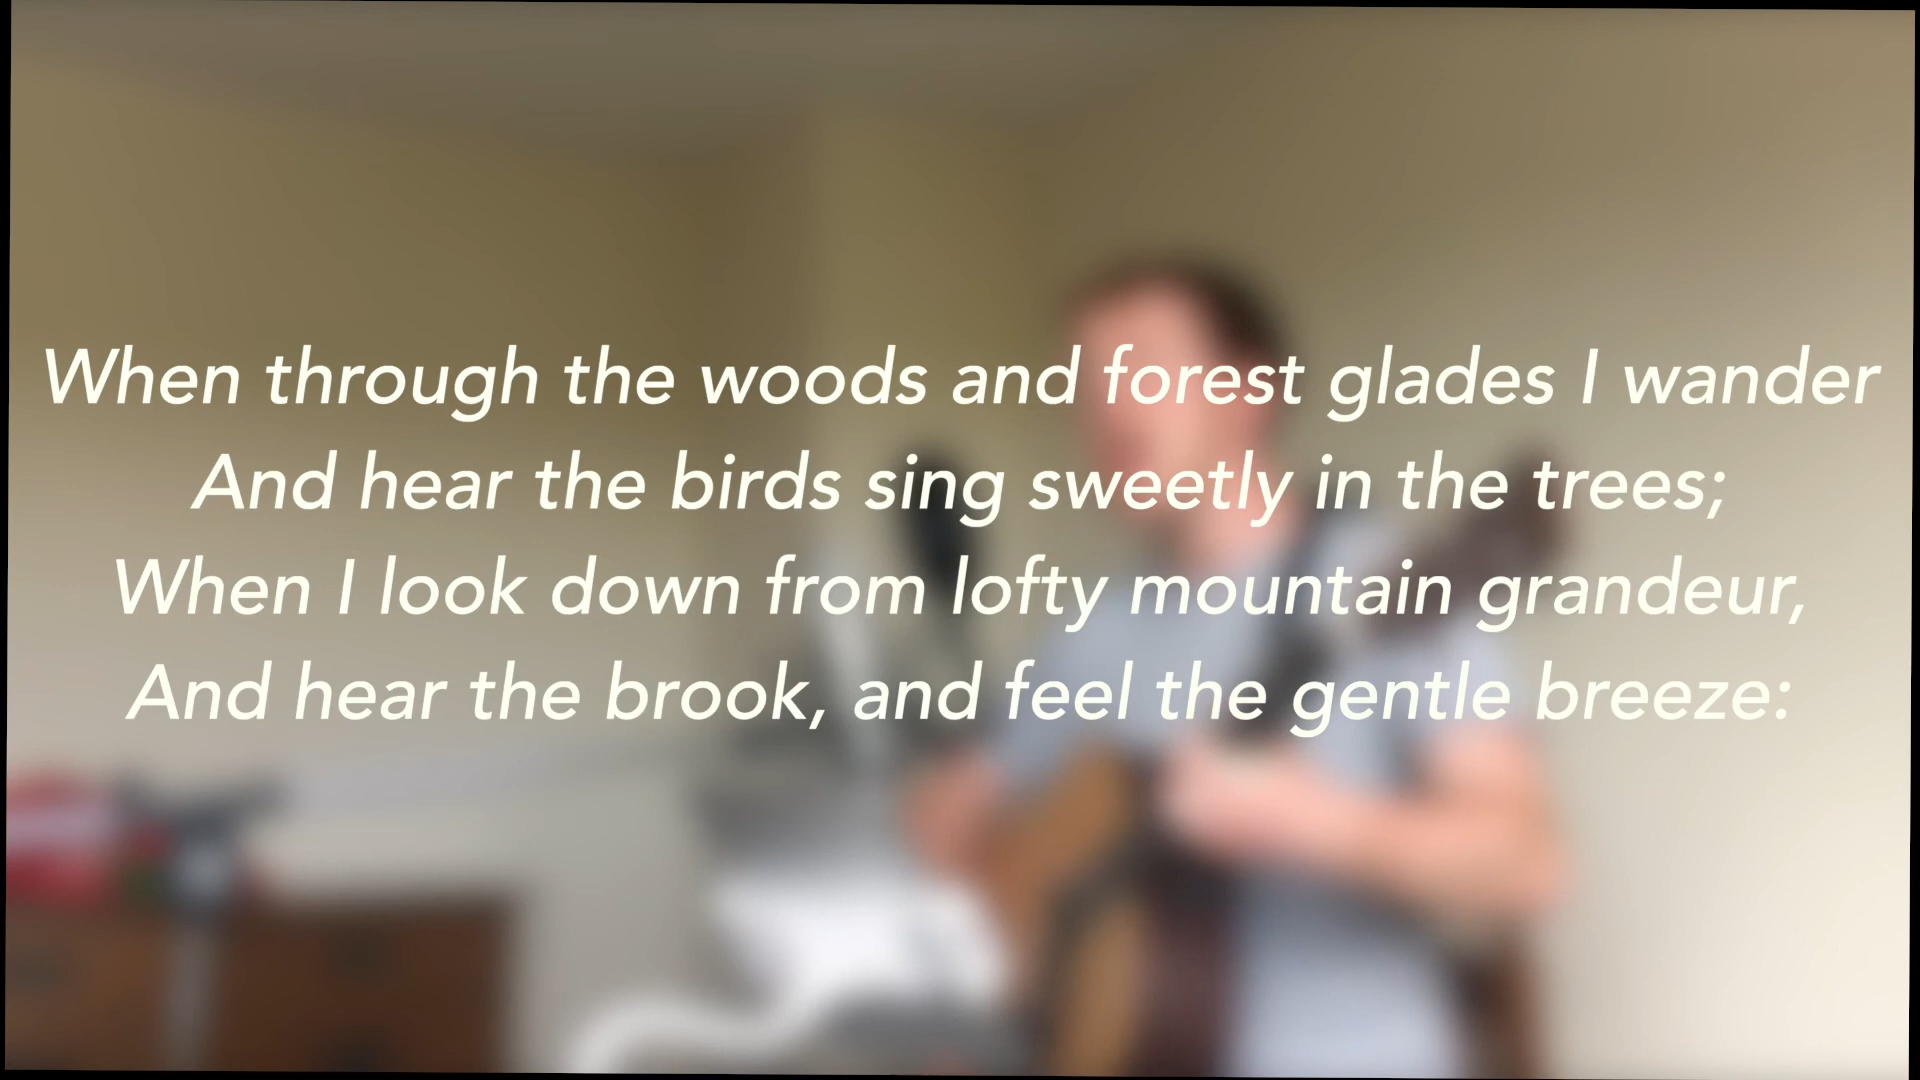 When through the woods and forest glades I wander
And hear the birds sing sweetly in the trees;
When I look down from lofty mountain grandeur,
And hear the brook, and feel the gentle breeze: